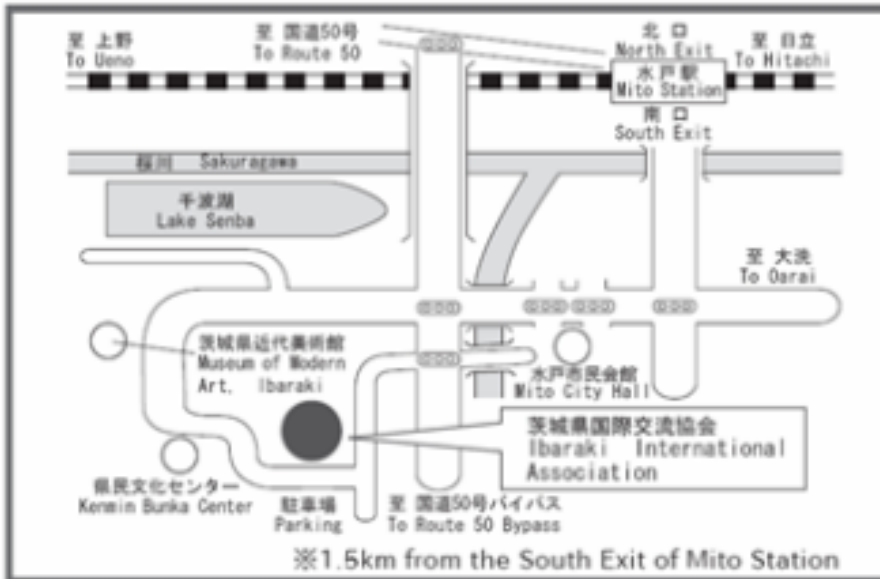 至 上野
To Ueno
至 国道50号
To Route 50
北口
North Exit
至 日立
To Hitachi
水戸駅
Mito Station
南口
South Exit
桜川 Sakuragawa
千波湖
Lake Senba
至 大洗
To Oarai
茨城県近代美術館
Museum of Modern
Art, Ibaraki
水戸市民会館
Mito City Hall
茨城県国際交流協会
Ibaraki International
Association
県民文化センター
Kenmin Bunka Center
駐車場
Parking
至 国道50号バイパス
To Route 50 Bypass
※1.5km from the South Exit of Mito Station